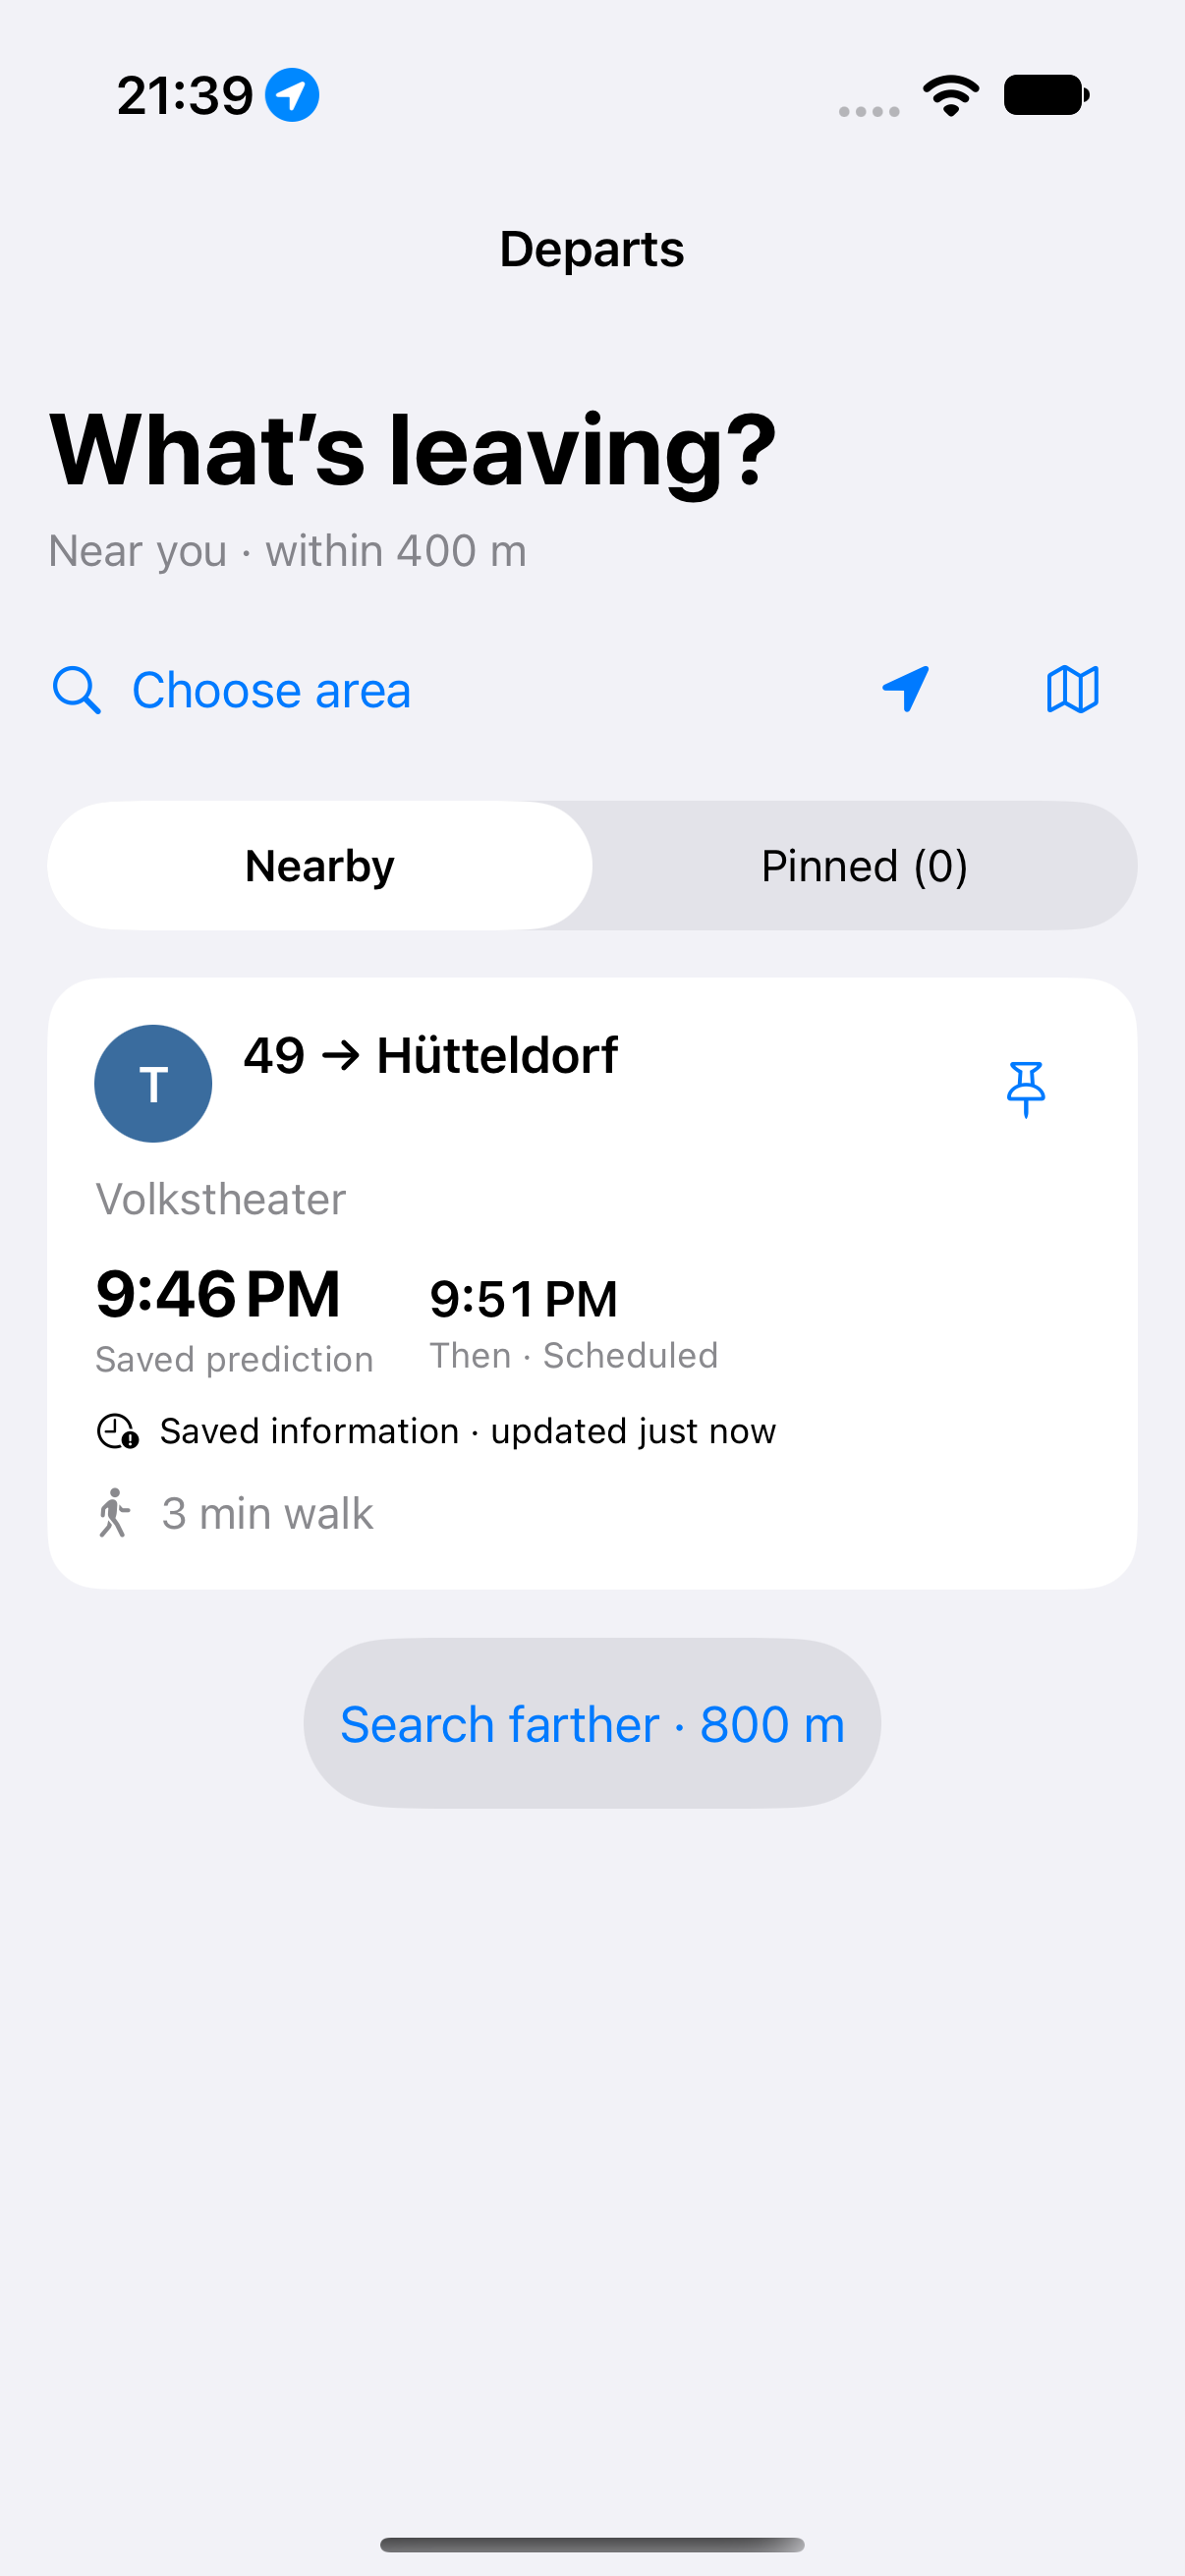 21:39
Departs
What’s leaving?
Near you · within 400 m
Choose area
Nearby
Pinned (0)
T
49 → Hütteldorf
Volkstheater
9:46 PM
9:51 PM
Saved prediction
Then · Scheduled
Saved information · updated just now
3 min walk
Search farther · 800 m